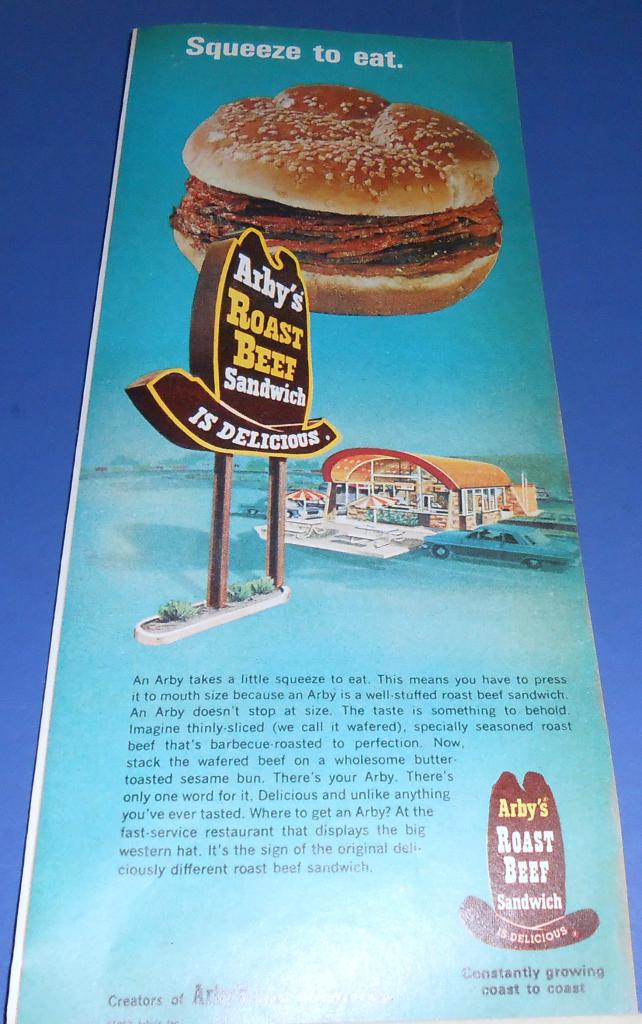 Squeeze to eat.
Arby's
ROAST
BEEF
Sandwich
IS DELICIOUS.
An Arby takes a little squeeze to eat. This means you have to press
it to mouth size because an Arby is a well-stuffed roast beef sandwich.
An Arby doesn't stop at size. The taste is something to behold.
Imagine thinly-sliced (we call it wafered), specially seasoned roast
beef that's barbecue-roasted to perfection. Now,
stack the wafered beef on a wholesome butter-
toasted sesame bun. There's your Arby. There's
only one word for it. Delicious and unlike anything
you've ever tasted. Where to get an Arby? At the
fast-service restaurant that displays the big
western hat. It's the sign of the original deli-
ciously different roast beef sandwich.
Arby's
ROAST
BEEF
Sandwich
IS DELICIOUS.
Constantly growing
coast to coast
Creators of Arby's